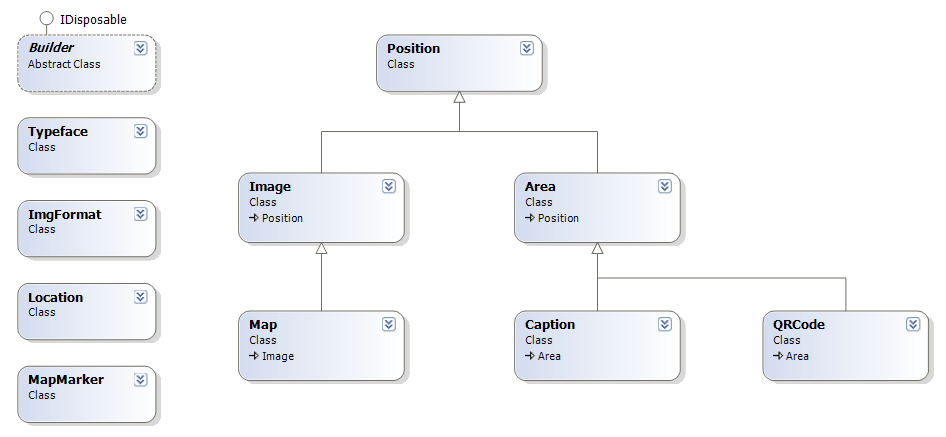 IDisposable
Builder
Abstract Class
Typeface
Class
ImgFormat
Class
Location
Class
MapMarker
Class
Position
Class
Image
Class
Position
Area
Class
Position
Map
Class
Image
Caption
Class
Area
QRCode
Class
Area